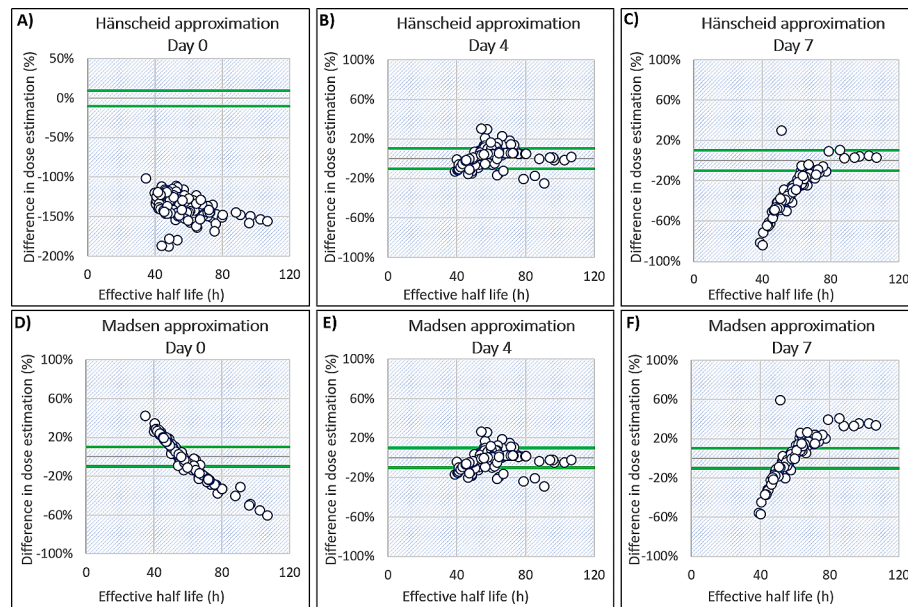 A) Hänscheid approximation
Day 0
Difference in dose estimation (%)
50%
0%
-50%
-100%
-150%
-200%
0 40 80 120
Effective half life (h)
B) Hänscheid approximation
Day 4
Difference in dose estimation (%)
100%
60%
20%
-20%
-60%
-100%
0 40 80 120
Effective half life (h)
C) Hänscheid approximation
Day 7
Difference in dose estimation (%)
100%
60%
20%
-20%
-60%
-100%
0 40 80 120
Effective half life (h)
D) Madsen approximation
Day 0
Difference in dose estimation (%)
100%
60%
20%
-20%
-60%
-100%
0 40 80 120
Effective half life (h)
E) Madsen approximation
Day 4
Difference in dose estimation (%)
100%
60%
20%
-20%
-60%
-100%
0 40 80 120
Effective half life (h)
F) Madsen approximation
Day 7
Difference in dose estimation (%)
100%
60%
20%
-20%
-60%
-100%
0 40 80 120
Effective half life (h)